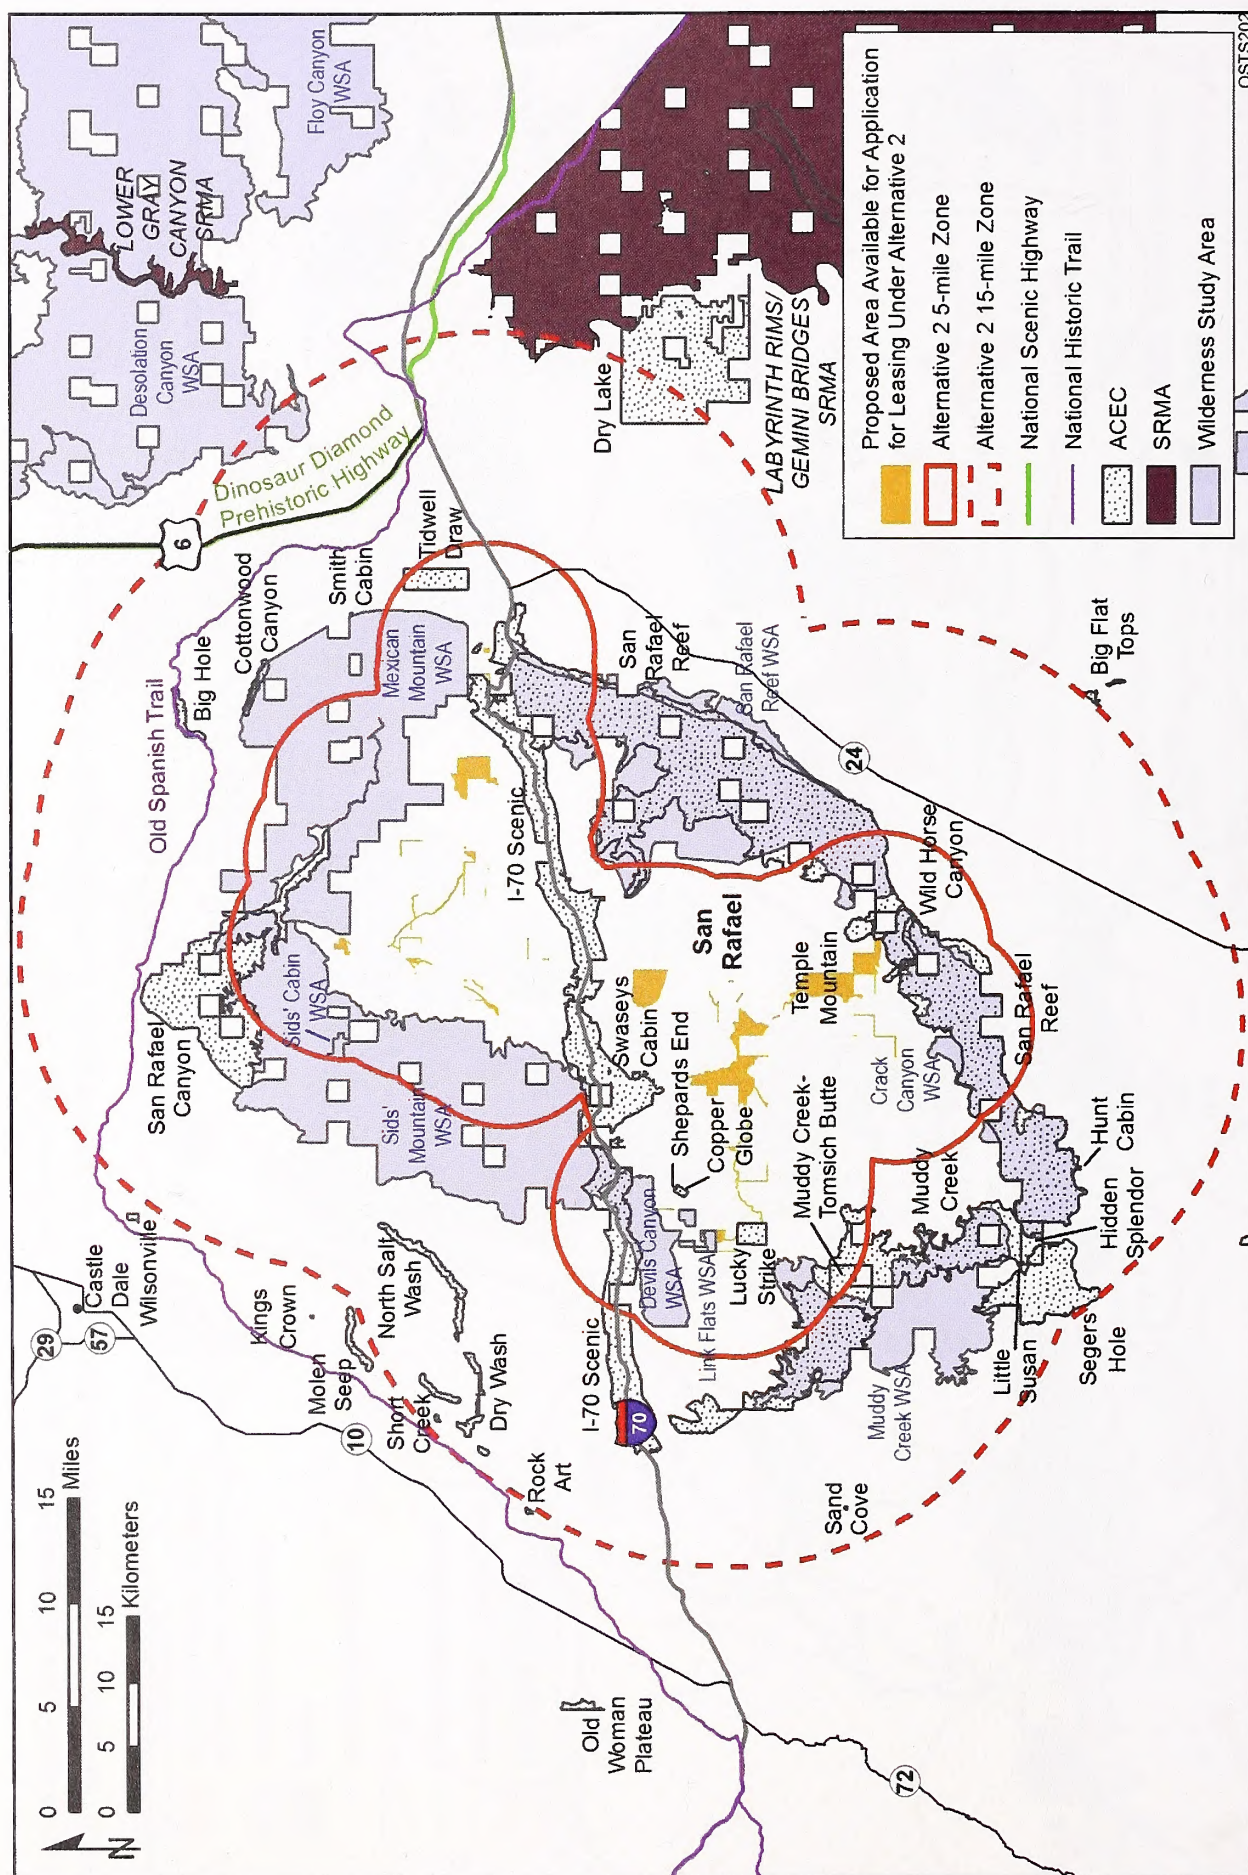 0 5 10 15
Miles
0 5 10 15
Kilometers
N
29
57
10
Castle
Dale
Wilsonville
Old Spanish Trail
Big Hole
6
Dinosaur Diamond
Prehistoric Highway
Desolation
Canyon
WSA
LOWER
GRAY
CANYON
SRMA
Floy Canyon
WSA
Kings
Crown
Molen
Seep
North Salt
Wash
Short
Creek
Dry Wash
Rock
Art
San Rafael
Canyon
Sids' Cabin
WSA
Sids'
Mountain
WSA
Cottonwood
Canyon
Smith
Cabin
Mexican
Mountain
WSA
Tidwell
Draw
Old
Woman
Plateau
I-70 Scenic
70
I-70 Scenic
Devils Canyon
WSA
Swaseys
Cabin
Shepards End
Copper
Globe
Link Flats WSA
Lucky
Strike
San
Rafael
San
Rafael
Reef
San Rafael
Reef WSA
Dry Lake
LABYRINTH RIMS/
GEMINI BRIDGES
SRMA
Muddy Creek-
Tomsich Butte
Temple
Mountain
Sand
Cove
Muddy
Creek WSA
Muddy
Creek
Crack
Canyon
WSA
Wild Horse
Canyon
24
72
Little
Susan
Segers
Hole
Hidden
Splendor
Hunt
Cabin
San Rafael
Reef
Big Flat
Tops
Proposed Area Available for Application
for Leasing Under Alternative 2
Alternative 2 5-mile Zone
Alternative 2 15-mile Zone
National Scenic Highway
National Historic Trail
ACEC
SRMA
Wilderness Study Area